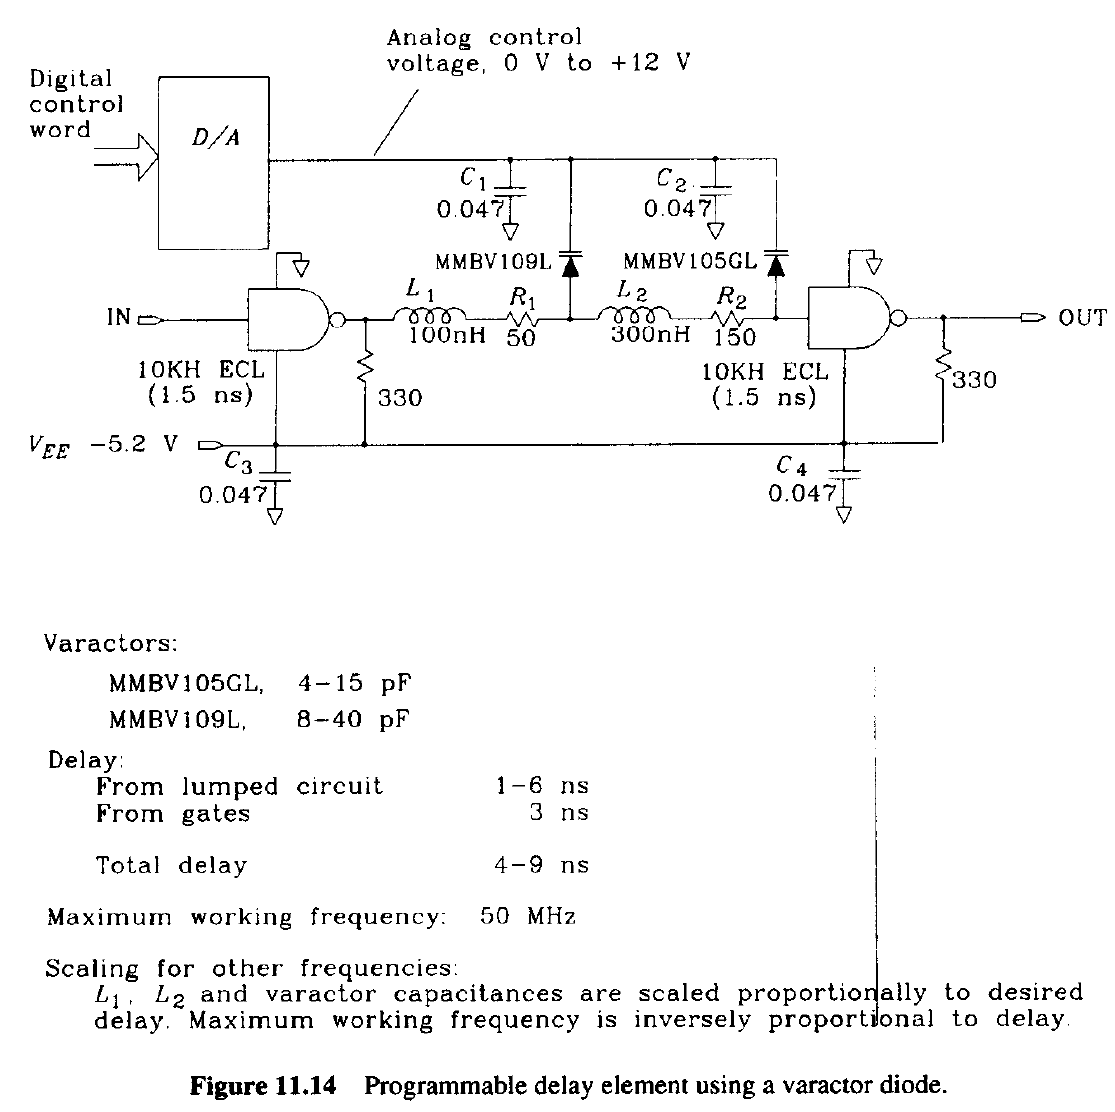 Analog control
voltage, 0 V to +12 V
Digital
control
word
D/A
C1
0.047
C2
0.047
MMBV109L
MMBV105GL
L1
100nH
R1
50
L2
300nH
R2
150
IN
OUT
10KH ECL
(1.5 ns)
330
10KH ECL
(1.5 ns)
330
VEE -5.2 V
C3
0.047
C4
0.047
Varactors:
MMBV105GL, 4-15 pF
MMBV109L, 8-40 pF
Delay:
From lumped circuit 1-6 ns
From gates 3 ns
Total delay 4-9 ns
Maximum working frequency: 50 MHz
Scaling for other frequencies:
L1, L2 and varactor capacitances are scaled proportionally to desired
delay. Maximum working frequency is inversely proportional to delay.
Figure 11.14 Programmable delay element using a varactor diode.